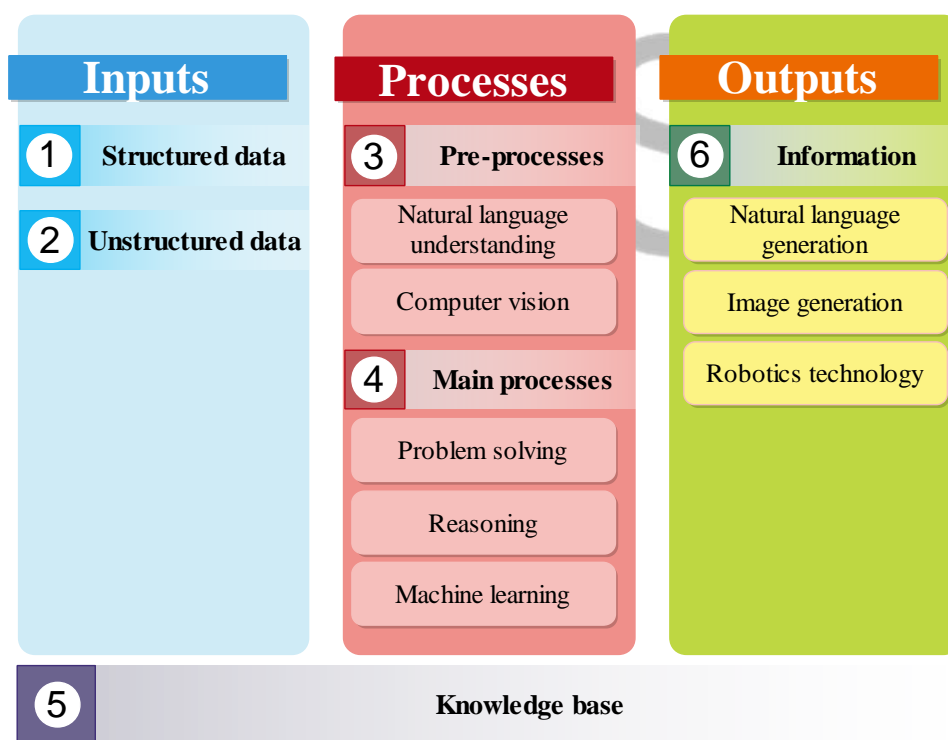 Inputs
1 Structured data
2 Unstructured data
Processes
3 Pre-processes
Natural language
understanding
Computer vision
4 Main processes
Problem solving
Reasoning
Machine learning
Outputs
6 Information
Natural language
generation
Image generation
Robotics technology
5 Knowledge base